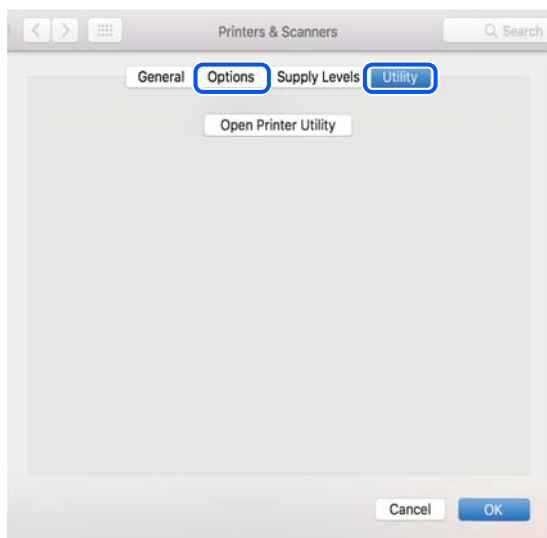 Printers & Scanners
Search
General Options Supply Levels Utility
Open Printer Utility
Cancel OK